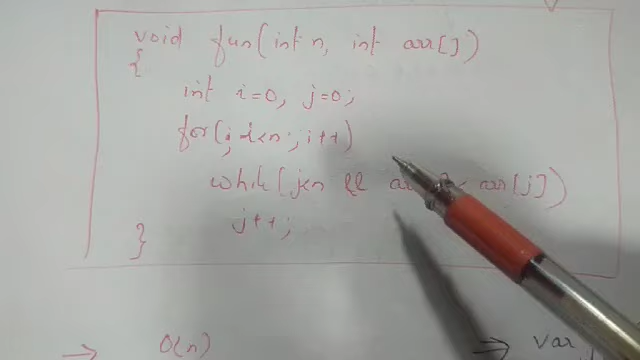 void fun(int n, int arr[])
{
int i=0, j=0;
for(; i<n; i++)
while(j<n && < arr[j])
j++;
}
→ O(n)
→ var